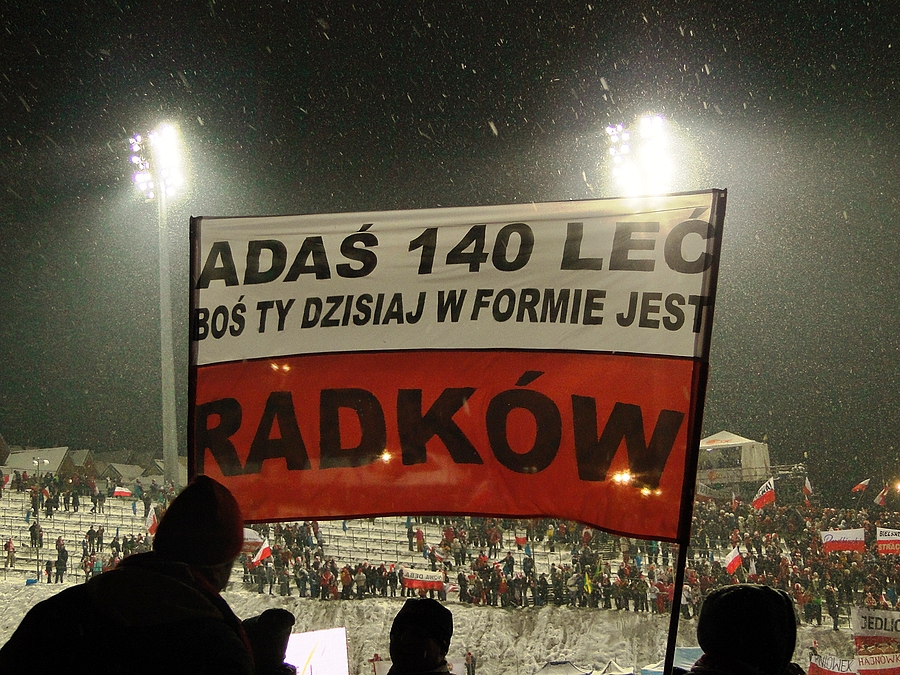 ADAŚ 140 LEĆ
BOŚ TY DZISIAJ W FORMIE JEST
RADKÓW